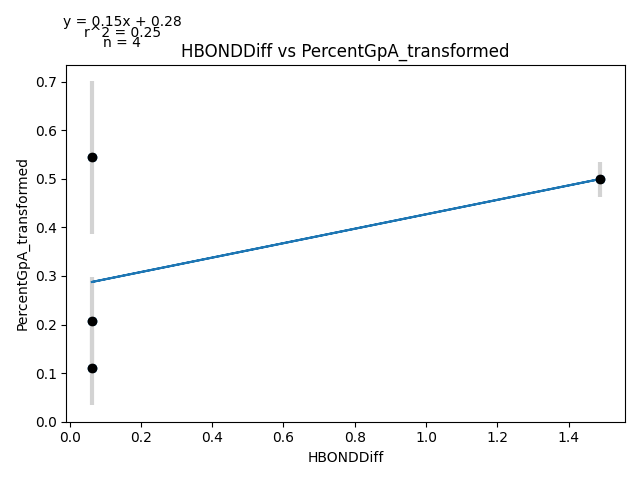 y = 0.15x + 0.28
r^2 = 0.25
n = 4
HBONDDiff vs PercentGpA_transformed
PercentGpA_transformed
0.7
0.6
0.5
0.4
0.3
0.2
0.1
0.0
0.0 0.2 0.4 0.6 0.8 1.0 1.2 1.4
HBONDDiff